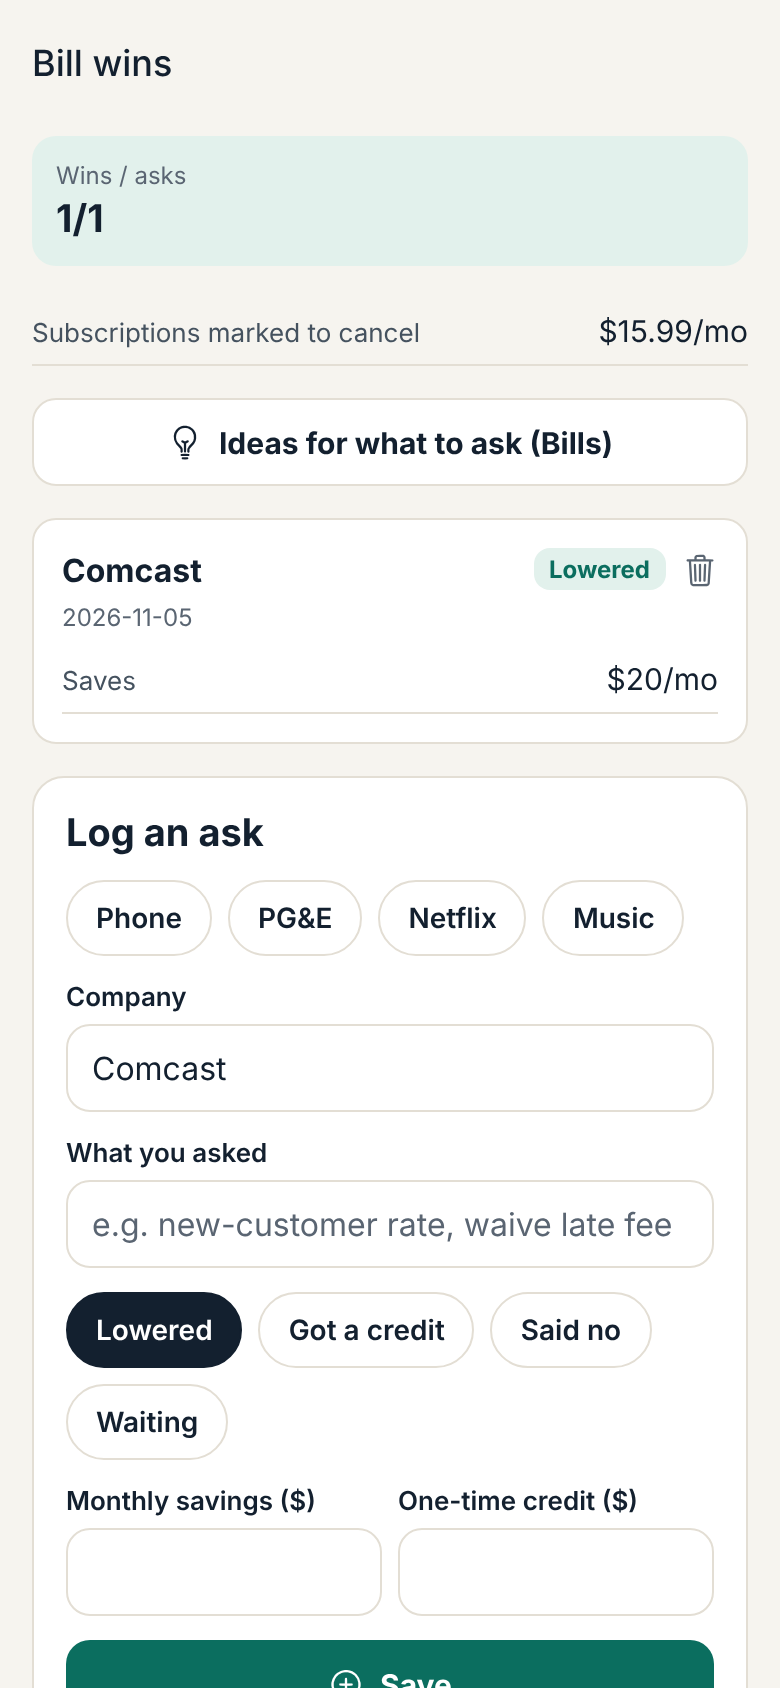 Bill wins
Wins / asks
1/1
Subscriptions marked to cancel $15.99/mo
Ideas for what to ask (Bills)
Comcast Lowered
2026-11-05
Saves $20/mo
Log an ask
Phone PG&E Netflix Music
Company
Comcast
What you asked
e.g. new-customer rate, waive late fee
Lowered Got a credit Said no
Waiting
Monthly savings ($) One-time credit ($)
Save